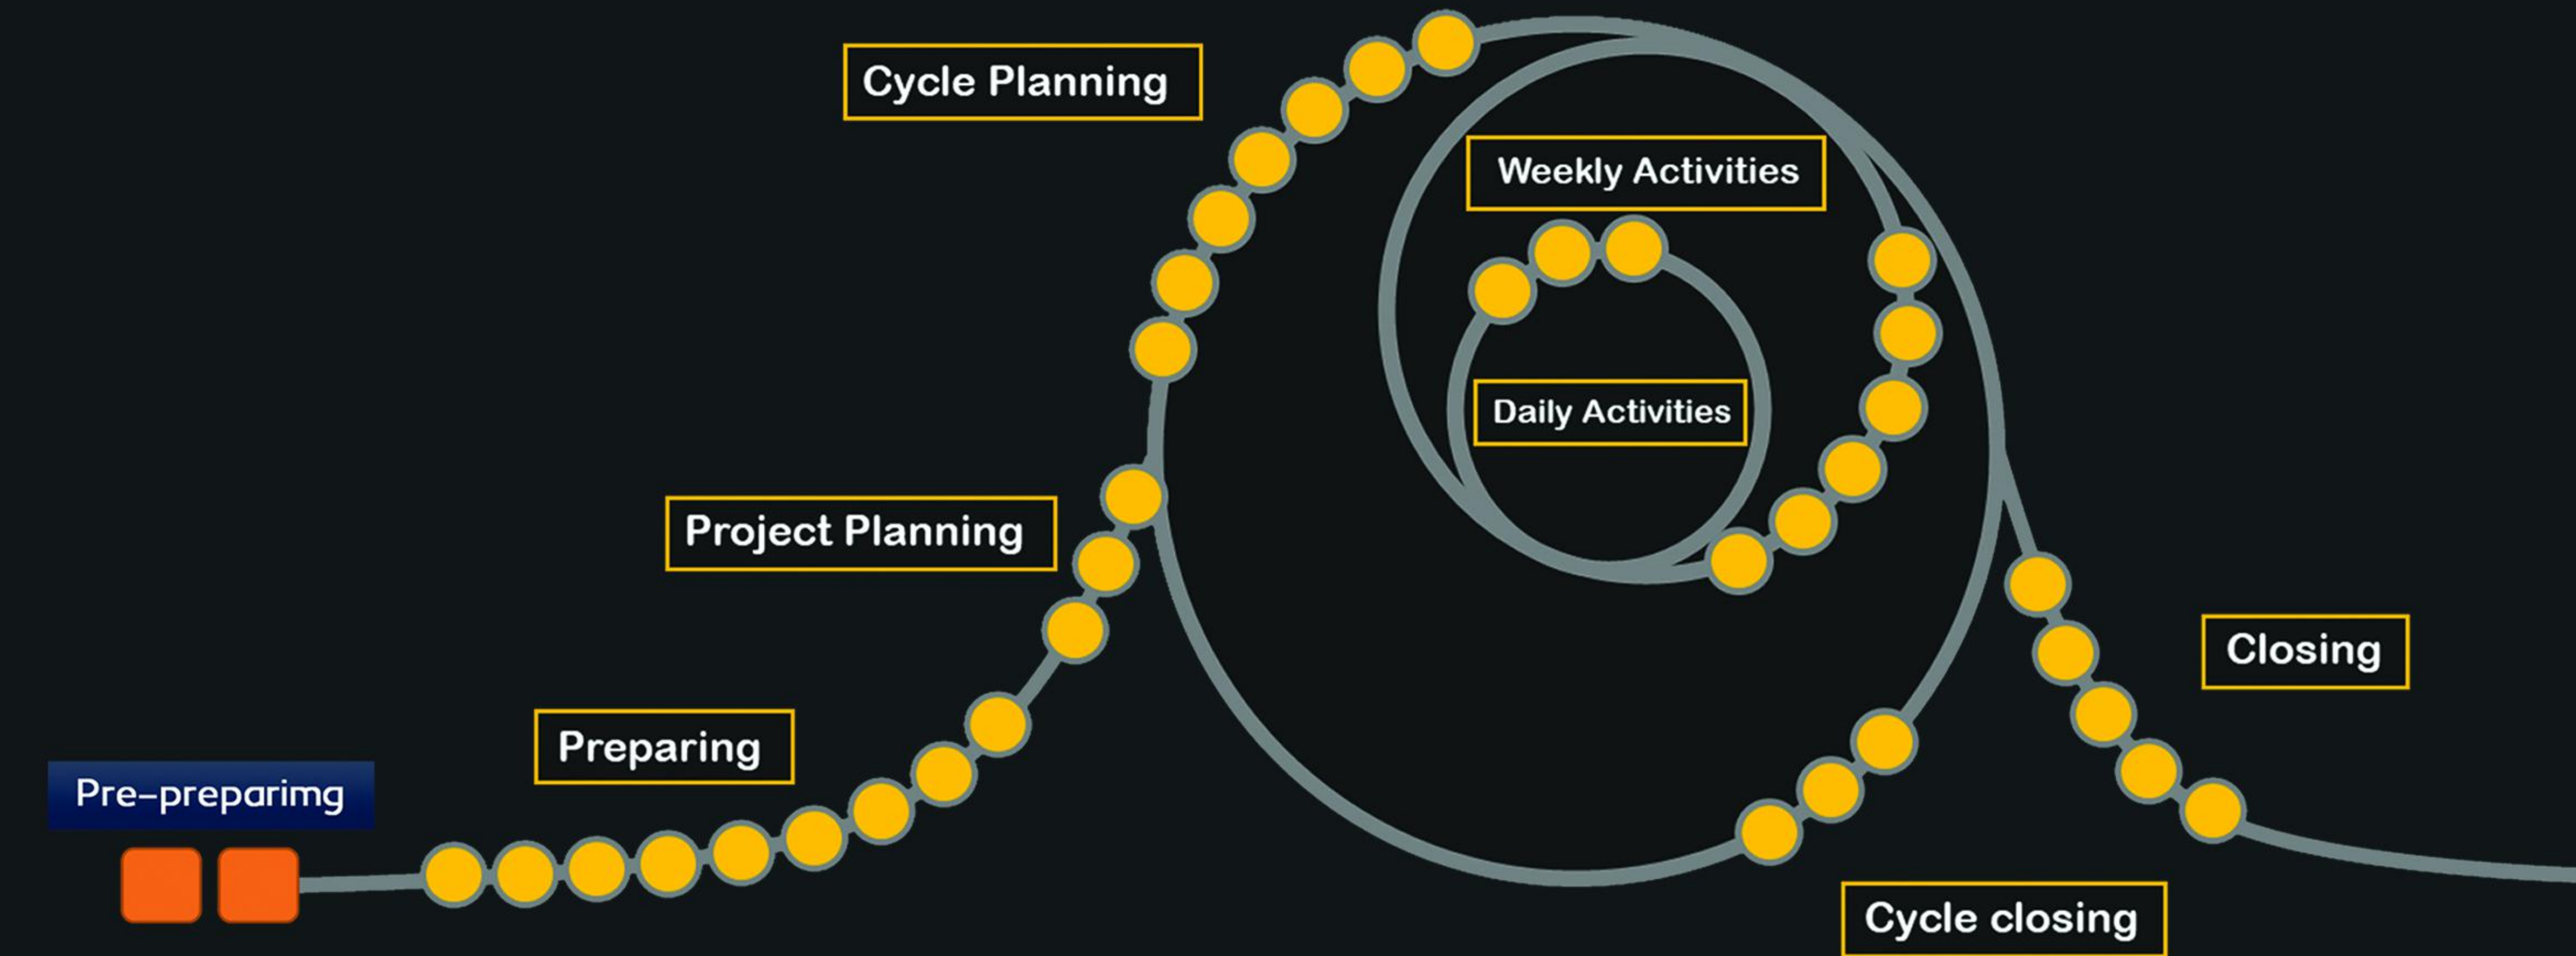 Cycle Planning
Weekly Activities
Daily Activities
Project Planning
Closing
Preparing
Pre-preparimg
Cycle closing